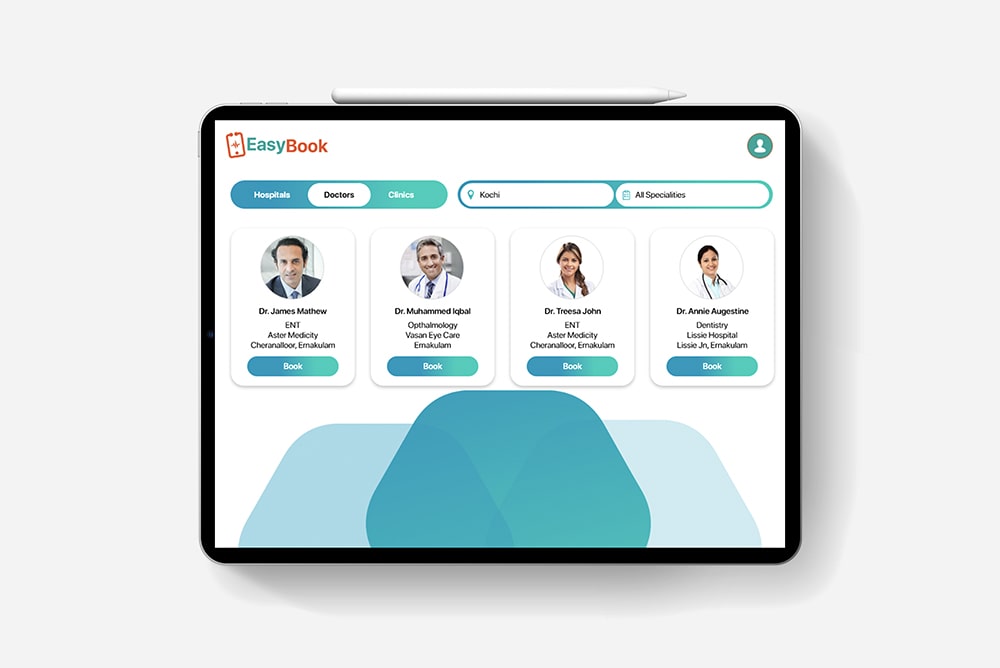 EasyBook
Hospitals Doctors Clinics
Kochi
All Specialities
Dr. James Mathew
ENT
Aster Medicity
Cheranalloor, Ernakulam
Book
Dr. Muhammed Iqbal
Opthalmology
Vasan Eye Care
Ernakulam
Book
Dr. Treesa John
ENT
Aster Medicity
Cheranalloor, Ernakulam
Book
Dr. Annie Augestine
Dentistry
Lissie Hospital
Lissie Jn, Ernakulam
Book